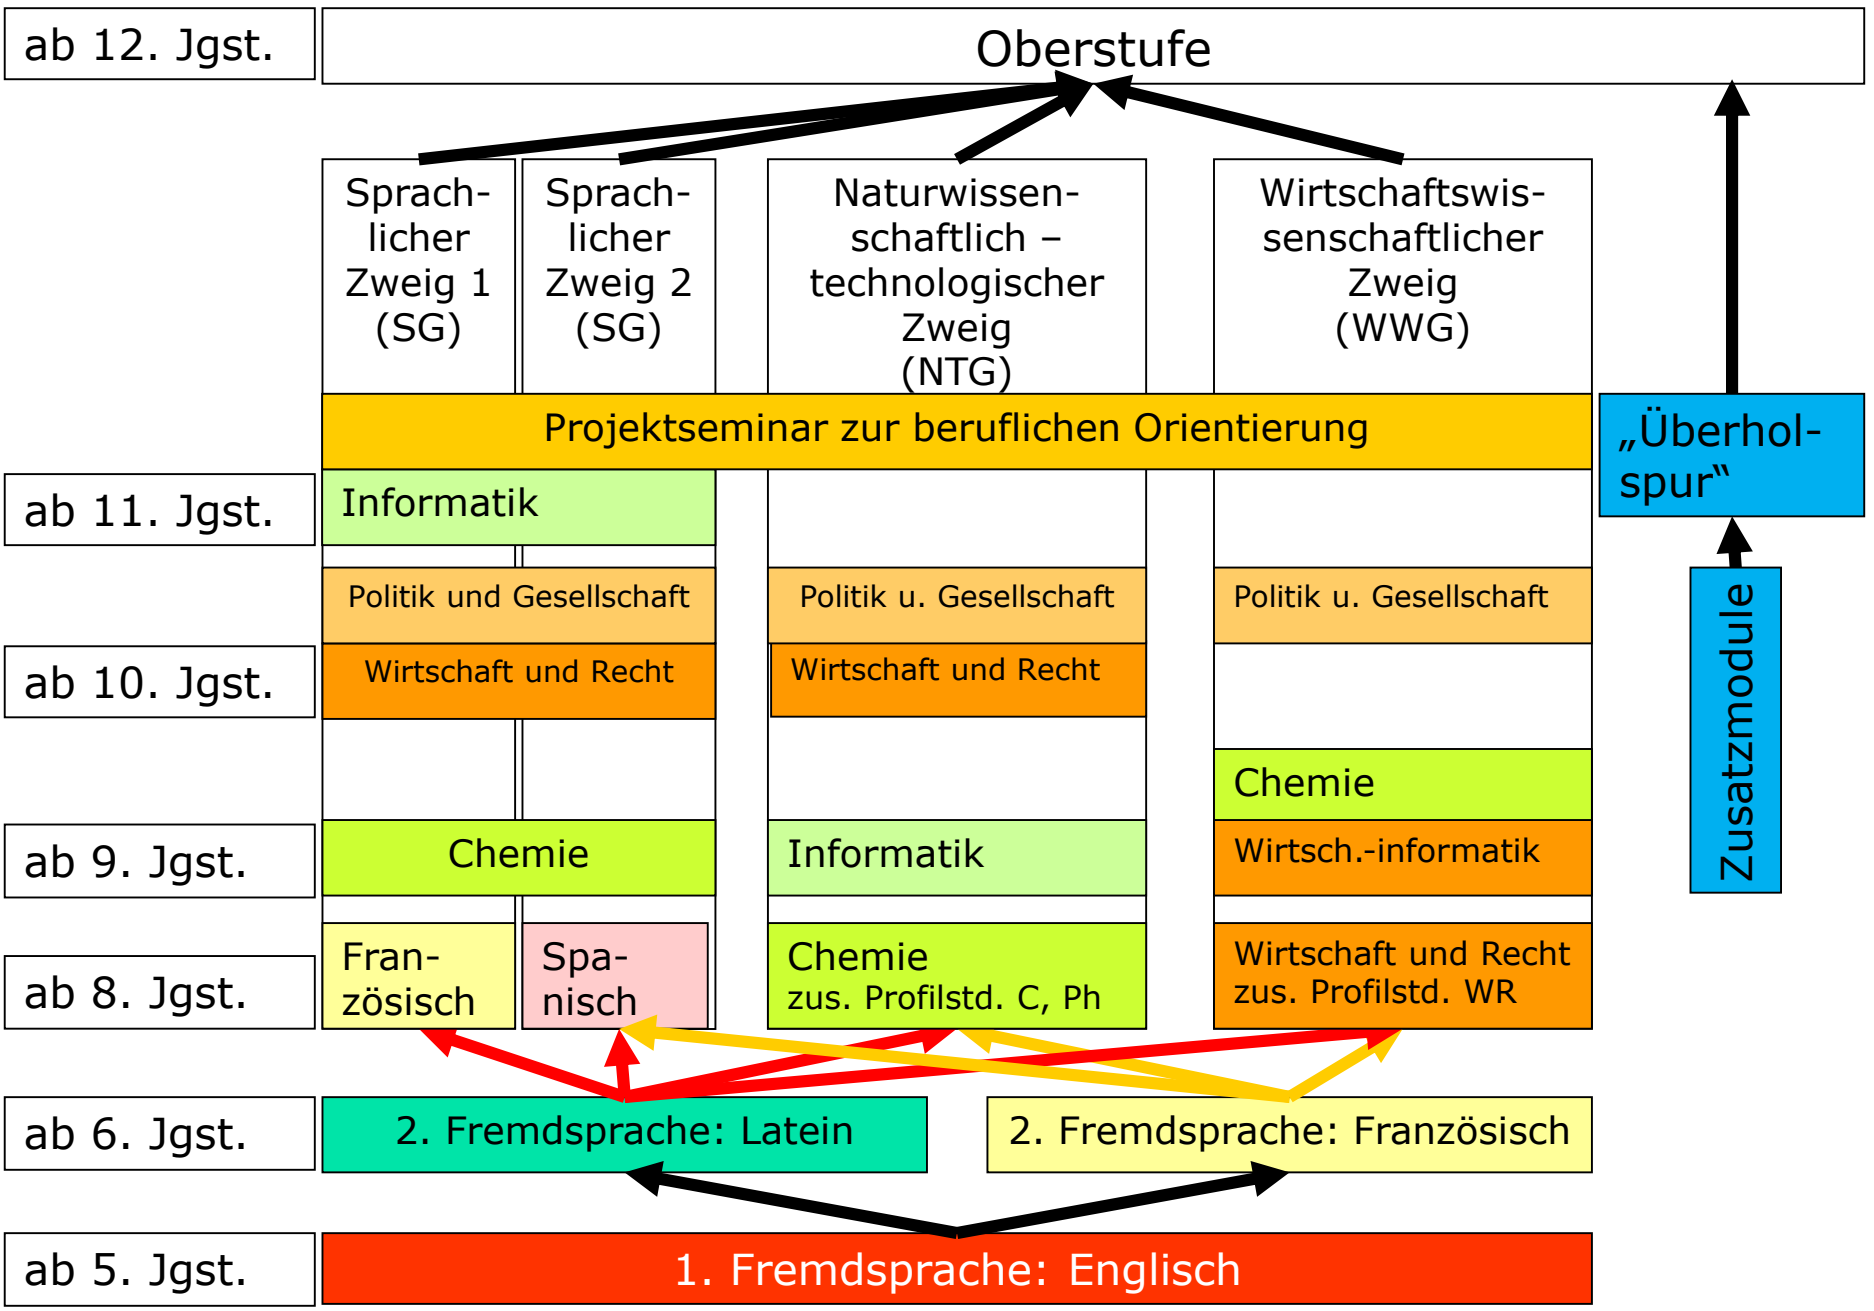 ab 12. Jgst.
Oberstufe
Sprach-
licher
Zweig 1
(SG)
Sprach-
licher
Zweig 2
(SG)
Naturwissen-
schaftlich –
technologischer
Zweig
(NTG)
Wirtschaftswis-
senschaftlicher
Zweig
(WWG)
Projektseminar zur beruflichen Orientierung
„Überhol-
spur“
ab 11. Jgst.
Informatik
Politik und Gesellschaft
Politik u. Gesellschaft
Politik u. Gesellschaft
Zusatzmodule
ab 10. Jgst.
Wirtschaft und Recht
Wirtschaft und Recht
Chemie
ab 9. Jgst.
Chemie
Informatik
Wirtsch.-informatik
ab 8. Jgst.
Fran-
zösisch
Spa-
nisch
Chemie
zus. Profilstd. C, Ph
Wirtschaft und Recht
zus. Profilstd. WR
ab 6. Jgst.
2. Fremdsprache: Latein
2. Fremdsprache: Französisch
ab 5. Jgst.
1. Fremdsprache: Englisch